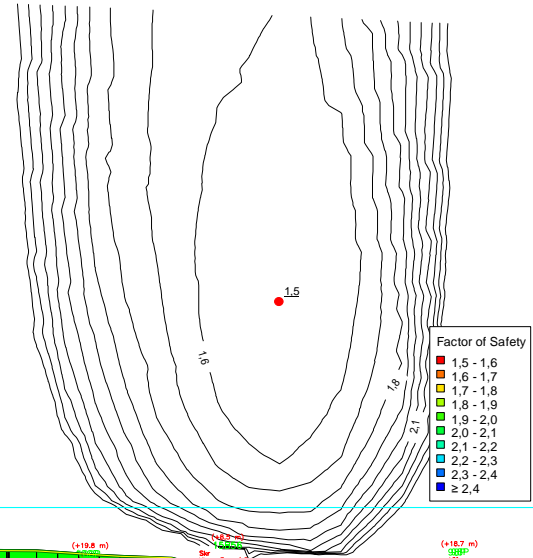 1,5
1,6
1,8
2,1
Factor of Safety
1,5 - 1,6
1,6 - 1,7
1,7 - 1,8
1,8 - 1,9
1,9 - 2,0
2,0 - 2,1
2,1 - 2,2
2,2 - 2,3
2,3 - 2,4
≥ 2,4
(+19.8 m)
(+18.7 m)
Skr